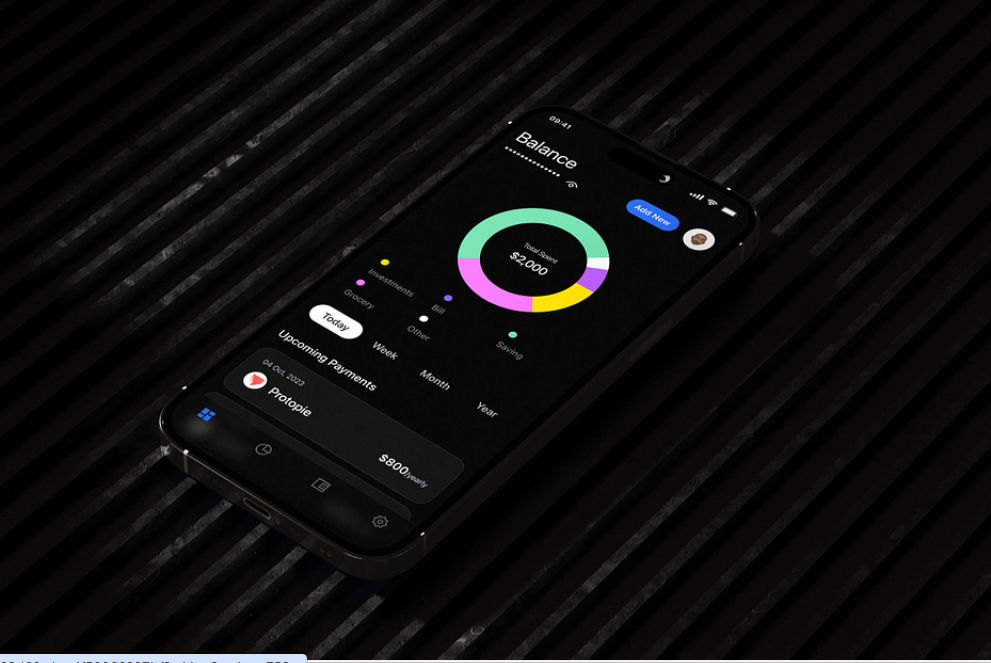 09:41
Balance
Add New
Total Spent
$2,000
Investments
Bill
Grocery
Other
Saving
Today
Week
Month
Year
Upcoming Payments
04 Oct, 2023
Protopie
$800/yearly